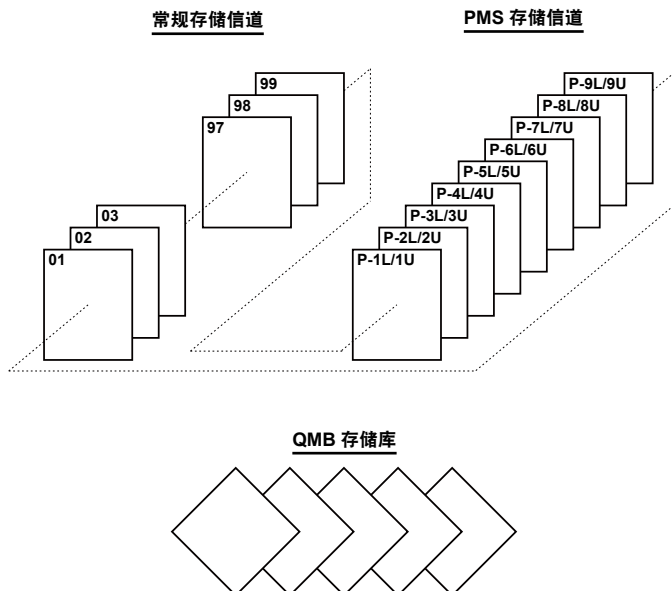 常规存储信道
PMS 存储信道
99
98
97
03
02
01
P-9L/9U
P-8L/8U
P-7L/7U
P-6L/6U
P-5L/5U
P-4L/4U
P-3L/3U
P-2L/2U
P-1L/1U
QMB 存储库